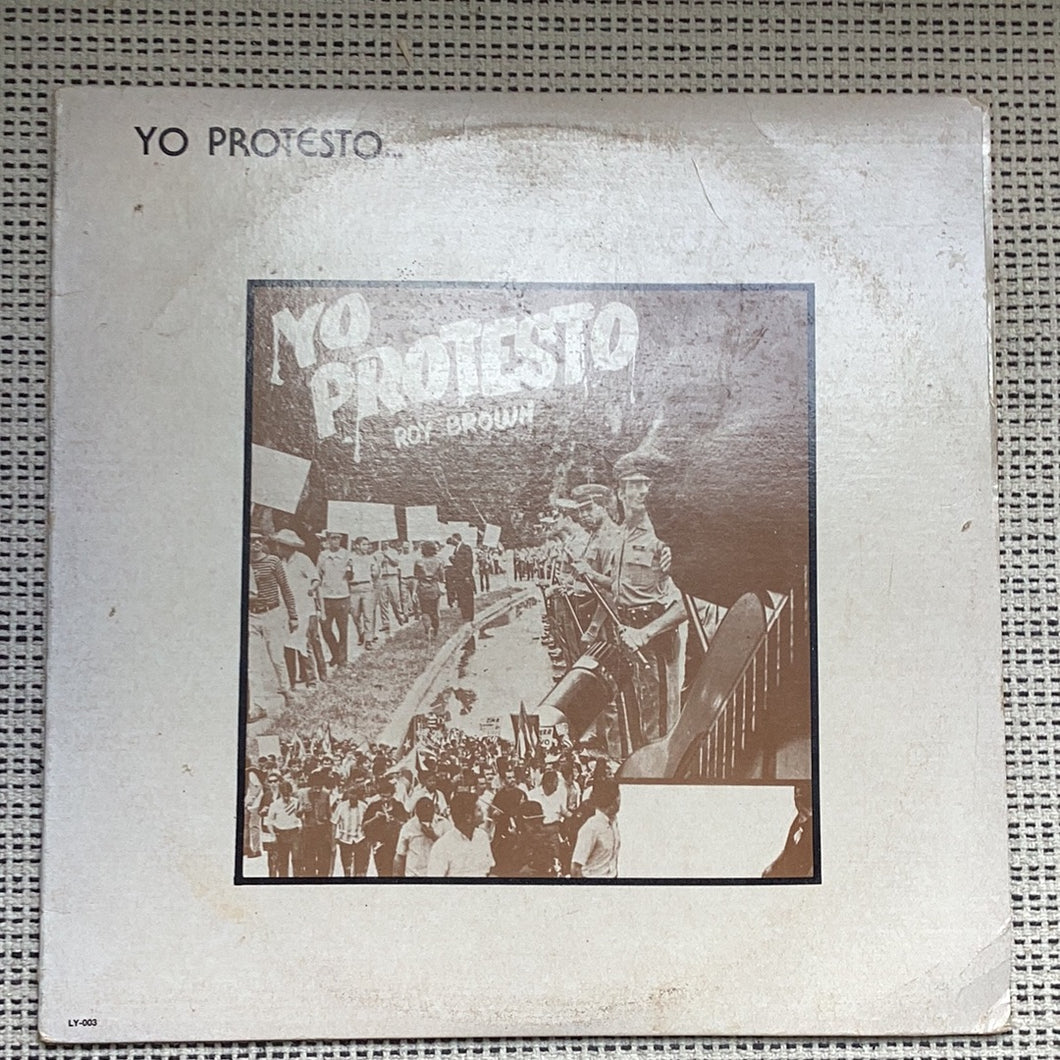 YO PROTESTO...
YO
PROTESTO
ROY BROWN
LY-003